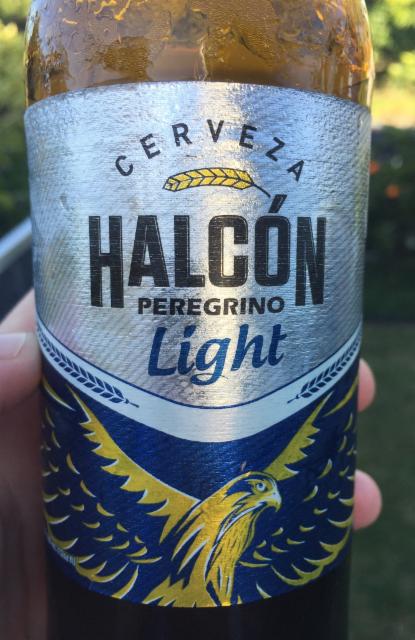 CERVEZA
HALCÓN
PEREGRINO
Light